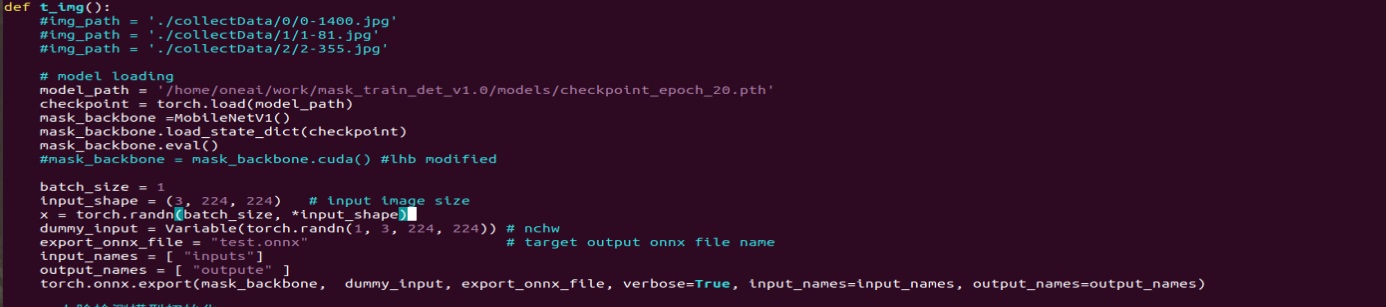 def t_img():
    #img_path = './collectData/0/0-1400.jpg'
    #img_path = './collectData/1/1-81.jpg'
    #img_path = './collectData/2/2-355.jpg'

    # model loading
    model_path = '/home/oneai/work/mask_train_det_v1.0/models/checkpoint_epoch_20.pth'
    checkpoint = torch.load(model_path)
    mask_backbone =MobileNetV1()
    mask_backbone.load_state_dict(checkpoint)
    mask_backbone.eval()
    #mask_backbone = mask_backbone.cuda() #lhb modified

    batch_size = 1
    input_shape = (3, 224, 224)   # input image size
    x = torch.randn(batch_size, *input_shape)
    dummy_input = Variable(torch.randn(1, 3, 224, 224)) # nchw
    export_onnx_file = "test.onnx"                      # target output onnx file name
    input_names = [ "inputs"]
    output_names = [ "outpute" ]
    torch.onnx.export(mask_backbone,  dummy_input, export_onnx_file, verbose=True, input_names=input_names, output_names=output_names)